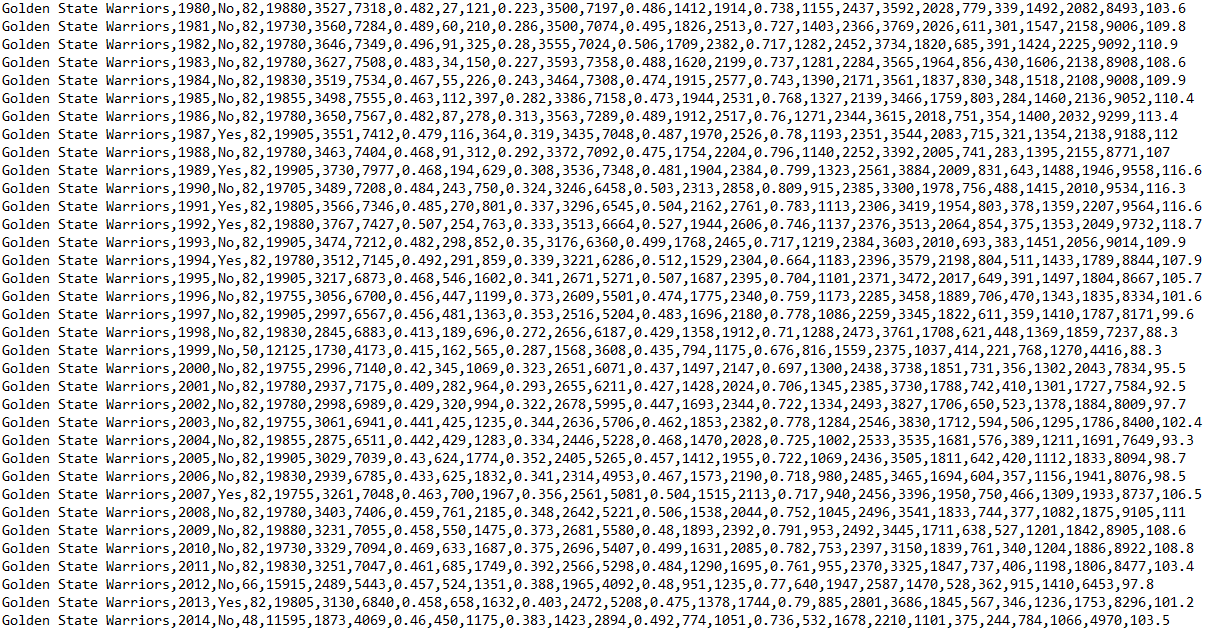 Golden State Warriors,1980,No,82,19880,3527,7318,0.482,27,121,0.223,3500,7197,0.486,1412,1914,0.738,1155,2437,3592,2028,779,339,1492,2082,8493,103.6
Golden State Warriors,1981,No,82,19730,3560,7284,0.489,60,210,0.286,3500,7074,0.495,1826,2513,0.727,1403,2366,3769,2026,611,301,1547,2158,9006,109.8
Golden State Warriors,1982,No,82,19780,3646,7349,0.496,91,325,0.28,3555,7024,0.506,1709,2382,0.717,1282,2452,3734,1820,685,391,1424,2225,9092,110.9
Golden State Warriors,1983,No,82,19780,3627,7508,0.483,34,150,0.227,3593,7358,0.488,1620,2199,0.737,1281,2284,3565,1964,856,430,1606,2138,8908,108.6
Golden State Warriors,1984,No,82,19830,3519,7534,0.467,55,226,0.243,3464,7308,0.474,1915,2577,0.743,1390,2171,3561,1837,830,348,1518,2108,9008,109.9
Golden State Warriors,1985,No,82,19855,3498,7555,0.463,112,397,0.282,3386,7158,0.473,1944,2531,0.768,1327,2139,3466,1759,803,284,1460,2136,9052,110.4
Golden State Warriors,1986,No,82,19780,3650,7567,0.482,87,278,0.313,3563,7289,0.489,1912,2517,0.76,1271,2344,3615,2018,751,354,1400,2032,9299,113.4
Golden State Warriors,1987,Yes,82,19905,3551,7412,0.479,116,364,0.319,3435,7048,0.487,1970,2526,0.78,1193,2351,3544,2083,715,321,1354,2138,9188,112
Golden State Warriors,1988,No,82,19780,3463,7404,0.468,91,312,0.292,3372,7092,0.475,1754,2204,0.796,1140,2252,3392,2005,741,283,1395,2155,8771,107
Golden State Warriors,1989,Yes,82,19905,3730,7977,0.468,194,629,0.308,3536,7348,0.481,1904,2384,0.799,1323,2561,3884,2009,831,643,1488,1946,9558,116.6
Golden State Warriors,1990,No,82,19705,3489,7208,0.484,243,750,0.324,3246,6458,0.503,2313,2858,0.809,915,2385,3300,1978,756,488,1415,2010,9534,116.3
Golden State Warriors,1991,Yes,82,19805,3566,7346,0.485,270,801,0.337,3296,6545,0.504,2162,2761,0.783,1113,2306,3419,1954,803,378,1359,2207,9564,116.6
Golden State Warriors,1992,Yes,82,19880,3767,7427,0.507,254,763,0.333,3513,6664,0.527,1944,2606,0.746,1137,2376,3513,2064,854,375,1353,2049,9732,118.7
Golden State Warriors,1993,No,82,19905,3474,7212,0.482,298,852,0.35,3176,6360,0.499,1768,2465,0.717,1219,2384,3603,2010,693,383,1451,2056,9014,109.9
Golden State Warriors,1994,Yes,82,19780,3512,7145,0.492,291,859,0.339,3221,6286,0.512,1529,2304,0.664,1183,2396,3579,2198,804,511,1433,1789,8844,107.9
Golden State Warriors,1995,No,82,19905,3217,6873,0.468,546,1602,0.341,2671,5271,0.507,1687,2395,0.704,1101,2371,3472,2017,649,391,1497,1804,8667,105.7
Golden State Warriors,1996,No,82,19755,3056,6700,0.456,447,1199,0.373,2609,5501,0.474,1775,2340,0.759,1173,2285,3458,1889,706,470,1343,1835,8334,101.6
Golden State Warriors,1997,No,82,19905,2997,6567,0.456,481,1363,0.353,2516,5204,0.483,1696,2180,0.778,1086,2259,3345,1822,611,359,1410,1787,8171,99.6
Golden State Warriors,1998,No,82,19830,2845,6883,0.413,189,696,0.272,2656,6187,0.429,1358,1912,0.71,1288,2473,3761,1708,621,448,1369,1859,7237,88.3
Golden State Warriors,1999,No,50,12125,1730,4173,0.415,162,565,0.287,1568,3608,0.435,794,1175,0.676,816,1559,2375,1037,414,221,768,1270,4416,88.3
Golden State Warriors,2000,No,82,19755,2996,7140,0.42,345,1069,0.323,2651,6071,0.437,1497,2147,0.697,1300,2438,3738,1851,731,356,1302,2043,7834,95.5
Golden State Warriors,2001,No,82,19780,2937,7175,0.409,282,964,0.293,2655,6211,0.427,1428,2024,0.706,1345,2385,3730,1788,742,410,1301,1727,7584,92.5
Golden State Warriors,2002,No,82,19780,2998,6989,0.429,320,994,0.322,2678,5995,0.447,1693,2344,0.722,1334,2493,3827,1706,650,523,1378,1884,8009,97.7
Golden State Warriors,2003,No,82,19755,3061,6941,0.441,425,1235,0.344,2636,5706,0.462,1853,2382,0.778,1284,2546,3830,1712,594,506,1295,1786,8400,102.4
Golden State Warriors,2004,No,82,19855,2875,6511,0.442,429,1283,0.334,2446,5228,0.468,1470,2028,0.725,1002,2533,3535,1681,576,389,1211,1691,7649,93.3
Golden State Warriors,2005,No,82,19905,3029,7039,0.43,624,1774,0.352,2405,5265,0.457,1412,1955,0.722,1069,2436,3505,1811,642,420,1112,1833,8094,98.7
Golden State Warriors,2006,No,82,19830,2939,6785,0.433,625,1832,0.341,2314,4953,0.467,1573,2190,0.718,980,2485,3465,1694,604,357,1156,1941,8076,98.5
Golden State Warriors,2007,Yes,82,19755,3261,7048,0.463,700,1967,0.356,2561,5081,0.504,1515,2113,0.717,940,2456,3396,1950,750,466,1309,1933,8737,106.5
Golden State Warriors,2008,No,82,19780,3403,7406,0.459,761,2185,0.348,2642,5221,0.506,1538,2044,0.752,1045,2496,3541,1833,744,377,1082,1875,9105,111
Golden State Warriors,2009,No,82,19880,3231,7055,0.458,550,1475,0.373,2681,5580,0.48,1893,2392,0.791,953,2492,3445,1711,638,527,1201,1842,8905,108.6
Golden State Warriors,2010,No,82,19730,3329,7094,0.469,633,1687,0.375,2696,5407,0.499,1631,2085,0.782,753,2397,3150,1839,761,340,1204,1886,8922,108.8
Golden State Warriors,2011,No,82,19830,3251,7047,0.461,685,1749,0.392,2566,5298,0.484,1290,1695,0.761,955,2370,3325,1847,737,406,1198,1806,8477,103.4
Golden State Warriors,2012,No,66,15915,2489,5443,0.457,524,1351,0.388,1965,4092,0.48,951,1235,0.77,640,1947,2587,1470,528,362,915,1410,6453,97.8
Golden State Warriors,2013,Yes,82,19805,3130,6840,0.458,658,1632,0.403,2472,5208,0.475,1378,1744,0.79,885,2801,3686,1845,567,346,1236,1753,8296,101.2
Golden State Warriors,2014,No,48,11595,1873,4069,0.46,450,1175,0.383,1423,2894,0.492,774,1051,0.736,532,1678,2210,1101,375,244,784,1066,4970,103.5